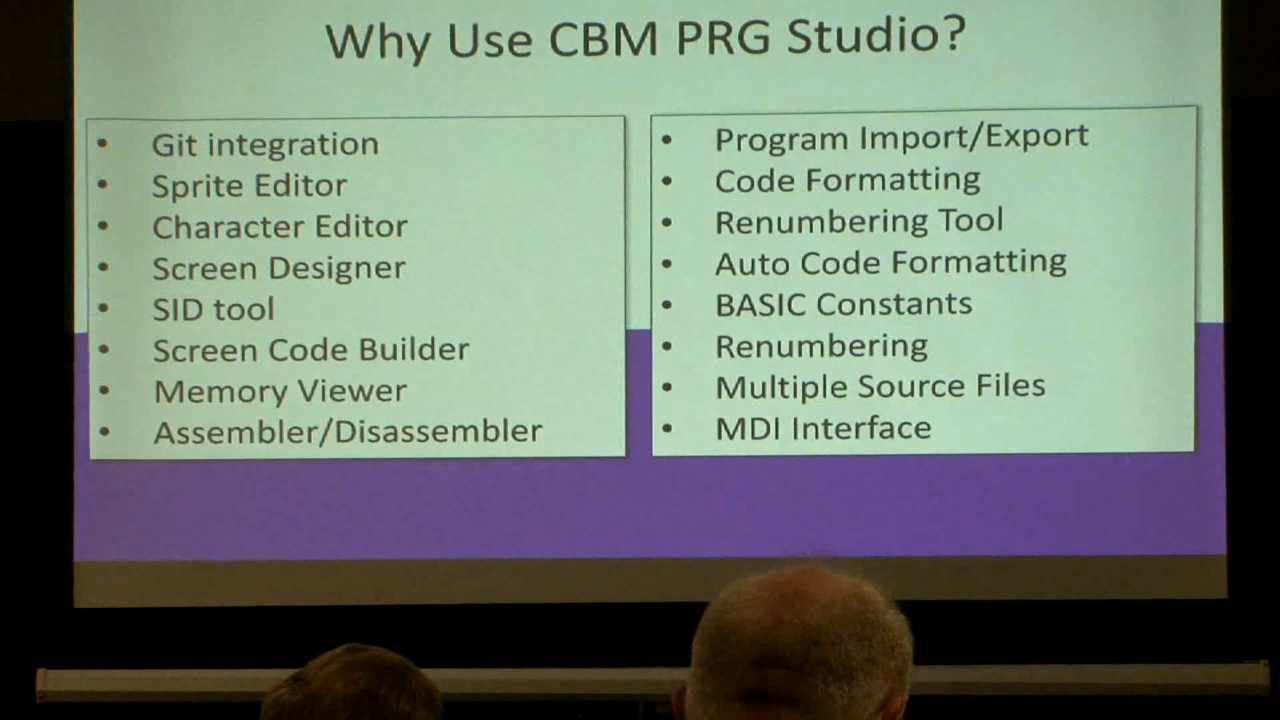 Why Use CBM PRG Studio?
• Git integration
• Sprite Editor
• Character Editor
• Screen Designer
• SID tool
• Screen Code Builder
• Memory Viewer
• Assembler/Disassembler
• Program Import/Export
• Code Formatting
• Renumbering Tool
• Auto Code Formatting
• BASIC Constants
• Renumbering
• Multiple Source Files
• MDI Interface